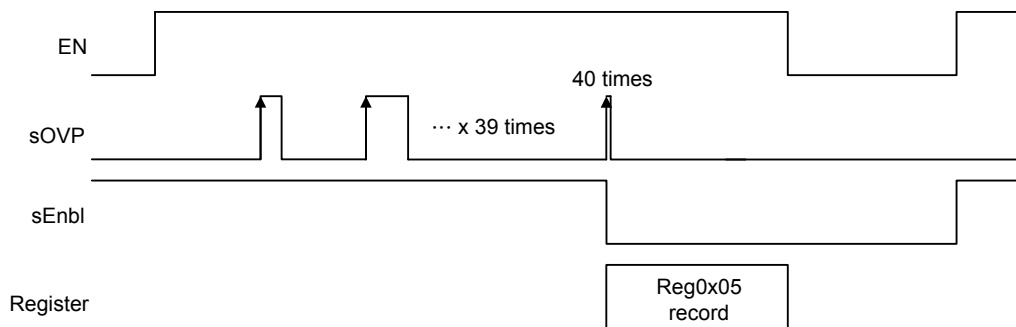 EN
40 times
sOVP
··· x 39 times
sEnbl
Register
Reg0x05
record